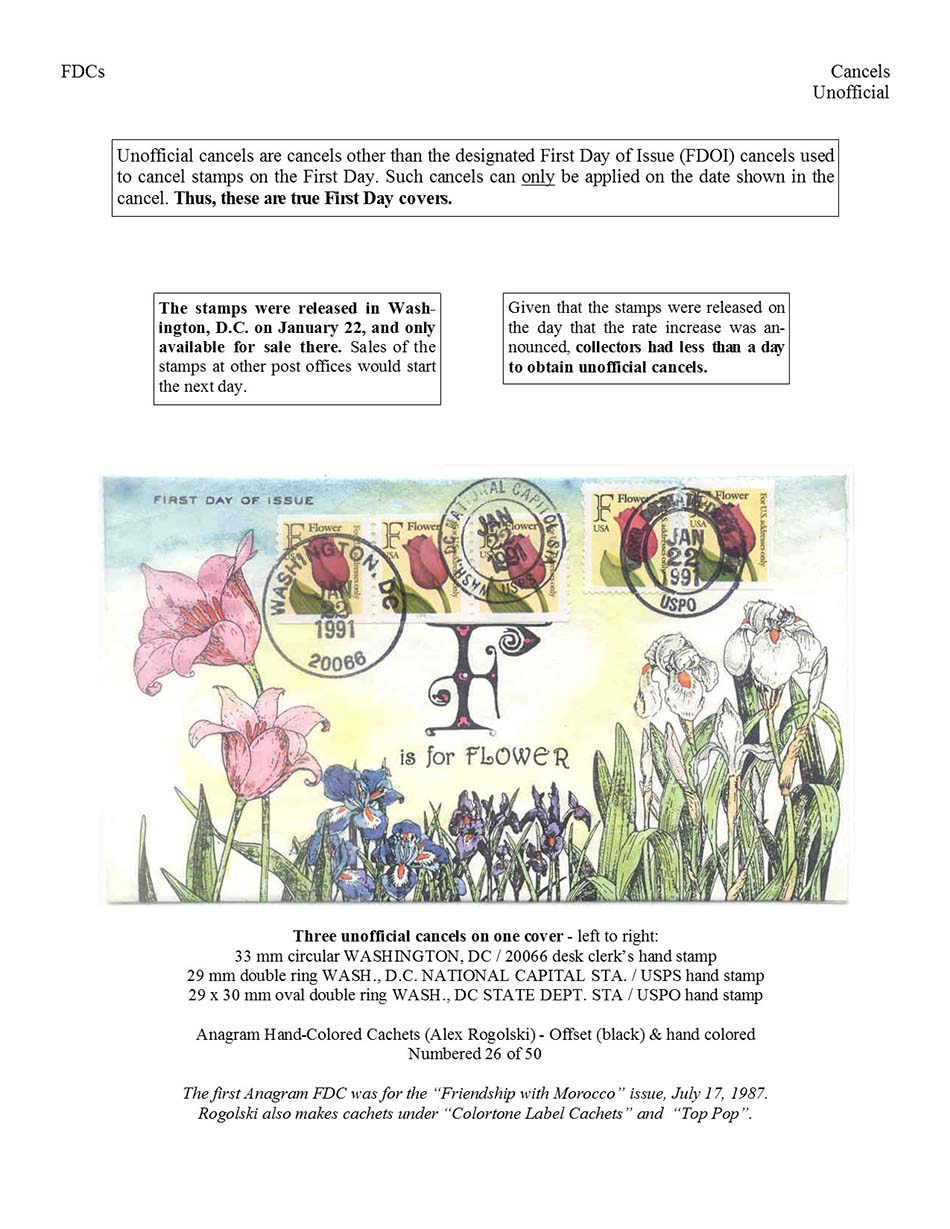 FDCs
Cancels
Unofficial
Unofficial cancels are cancels other than the designated First Day of Issue (FDOI) cancels used
to cancel stamps on the First Day. Such cancels can only be applied on the date shown in the
cancel. Thus, these are true First Day covers.
The stamps were released in Wash-
ington, D.C. on January 22, and only
available for sale there. Sales of the
stamps at other post offices would start
the next day.
Given that the stamps were released on
the day that the rate increase was an-
nounced, collectors had less than a day
to obtain unofficial cancels.
FIRST DAY OF ISSUE
F Flower
For U.S. addresses only
USA
WASHINGTON, DC
JAN
22
1991
20066
F Flower
USA
WASH. DC NATIONAL CAPITOL STA.
JAN
22
1991
USPS
F Flower
USA
F Flower
USA
For U.S. addresses only
JAN
22
1991
USPO
F
is for FLOWER
Three unofficial cancels on one cover - left to right:
33 mm circular WASHINGTON, DC / 20066 desk clerk's hand stamp
29 mm double ring WASH., D.C. NATIONAL CAPITAL STA. / USPS hand stamp
29 x 30 mm oval double ring WASH., DC STATE DEPT. STA / USPO hand stamp
Anagram Hand-Colored Cachets (Alex Rogolski) - Offset (black) & hand colored
Numbered 26 of 50
The first Anagram FDC was for the “Friendship with Morocco” issue, July 17, 1987.
Rogolski also makes cachets under “Colortone Label Cachets” and “Top Pop”.